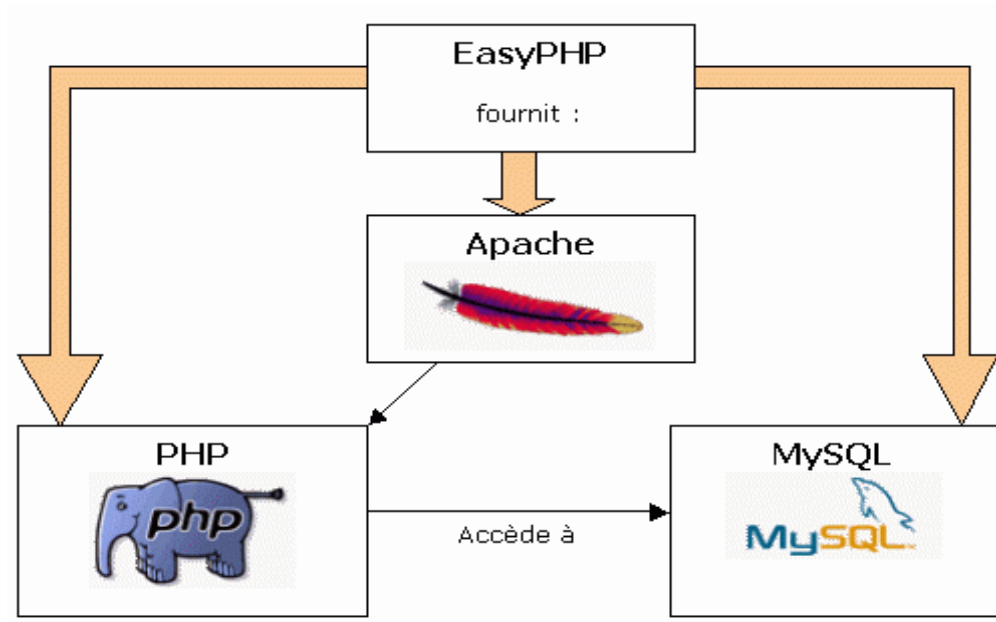 EasyPHP
fournit :
Apache
PHP
php
Accède à
MySQL
MySQL